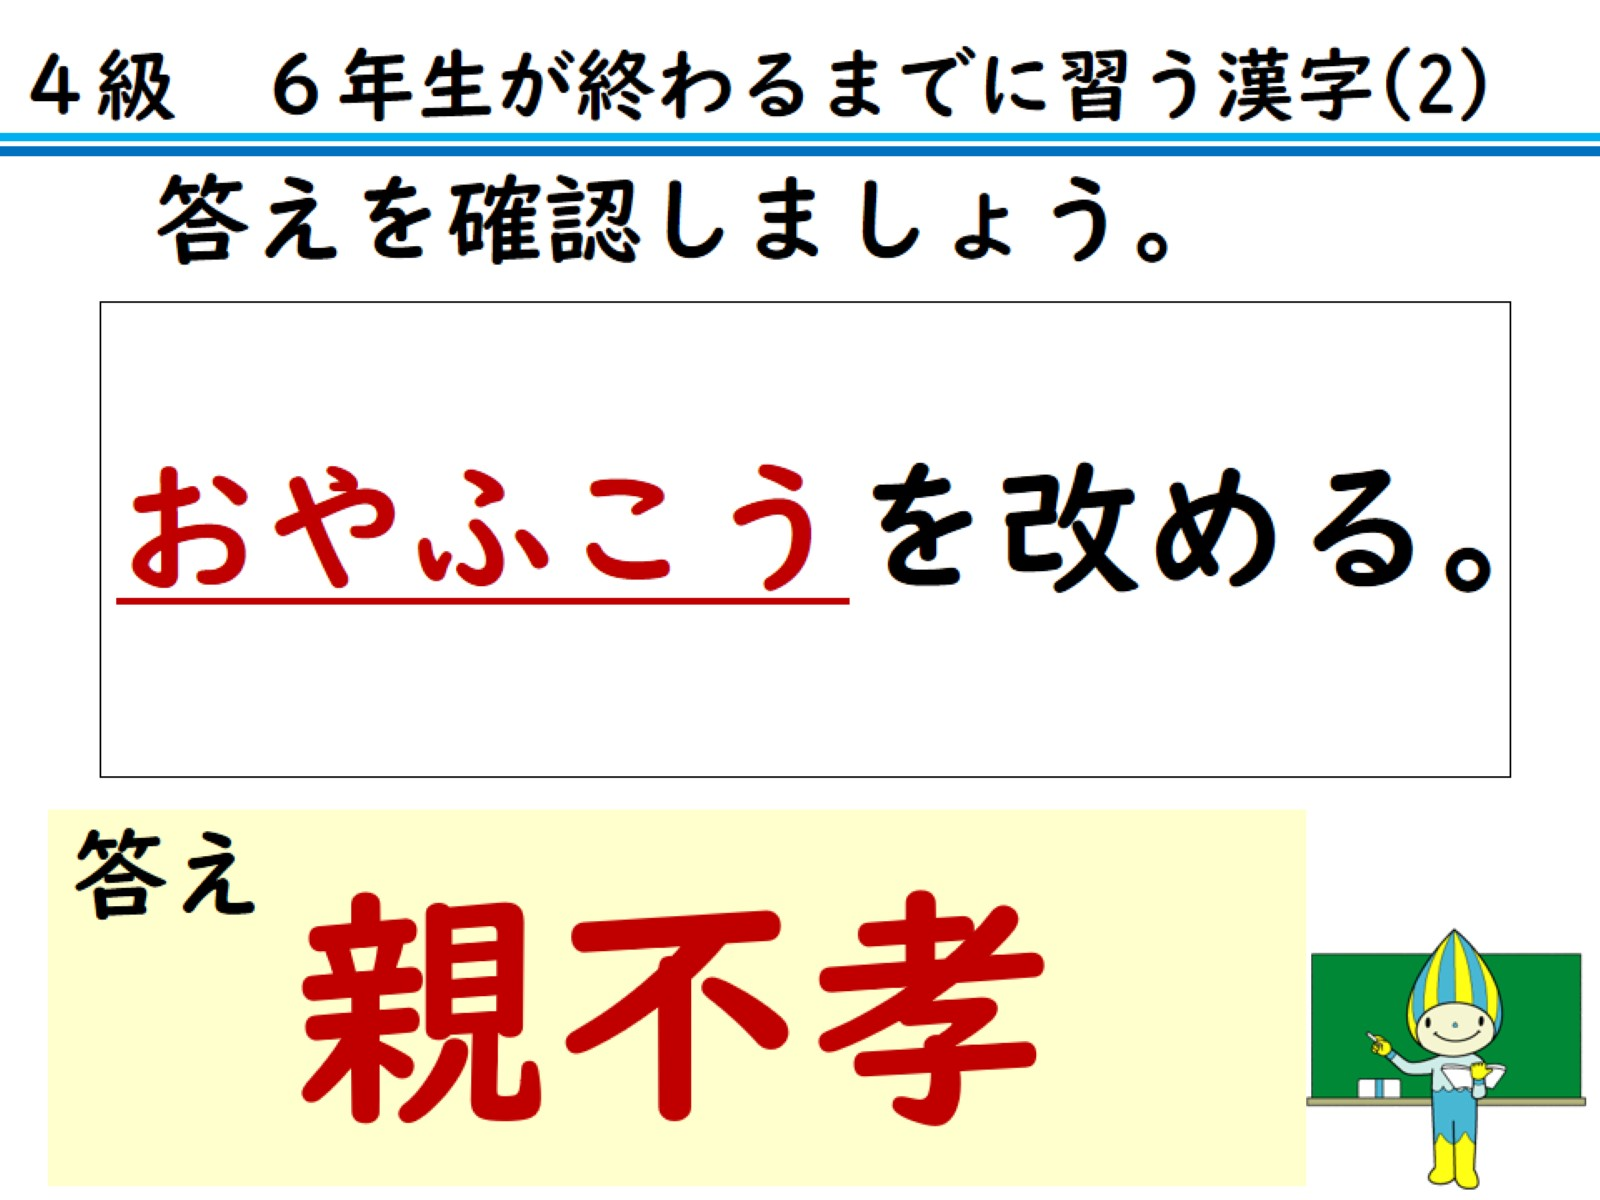 ４級　６年生が終わるまでに習う漢字(2)
答えを確認しましょう。
おやふこうを改める。
答え
親不孝